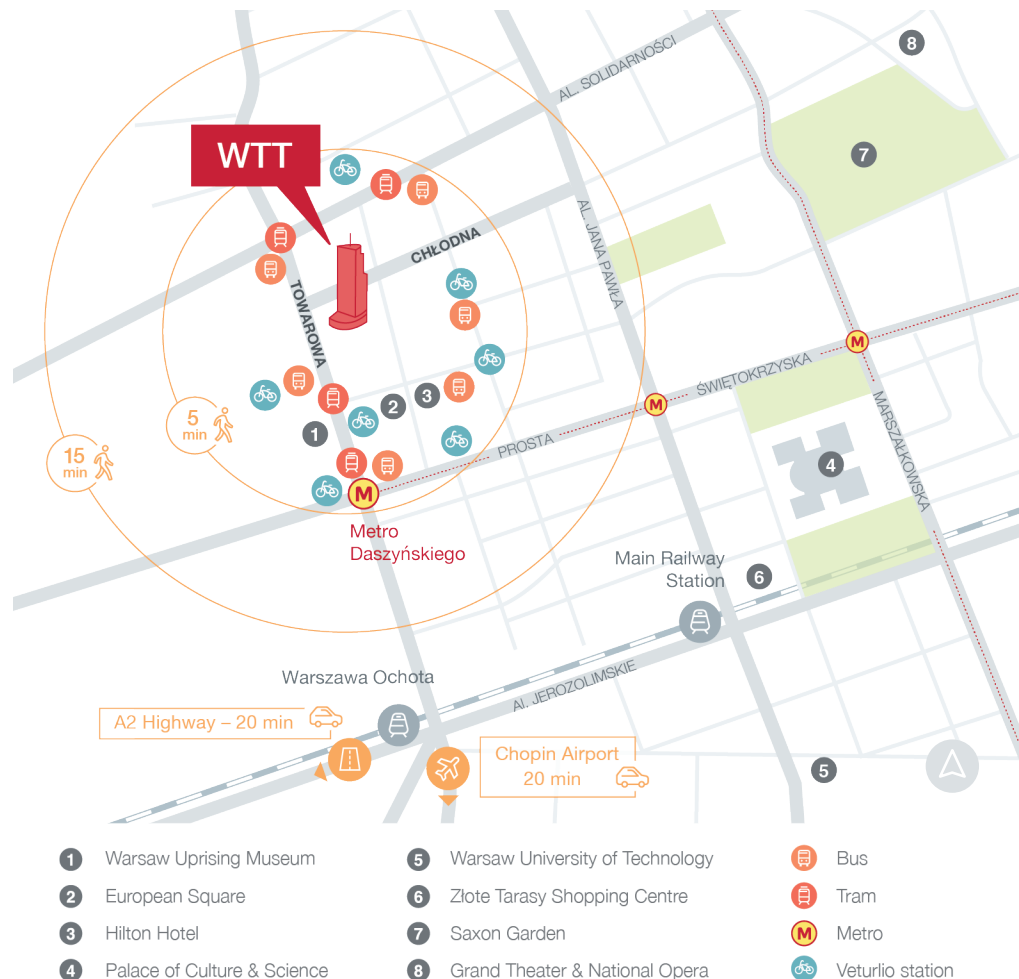 8
AL. SOLIDARNOŚCI
WTT
7
CHŁODNA
AL. JANA PAWŁA
TOWAROWA
M
ŚWIĘTOKRZYSKA
2
3
M
5
min
1
PROSTA
MARSZAŁKOWSKA
15
min
4
M
Metro
Daszyńskiego
Main Railway
Station
6
Warszawa Ochota
Al. JEROZOLIMSKIE
A2 Highway – 20 min
Chopin Airport
20 min
5
1 Warsaw Uprising Museum
2 European Square
3 Hilton Hotel
4 Palace of Culture & Science
5 Warsaw University of Technology
6 Złote Tarasy Shopping Centre
7 Saxon Garden
8 Grand Theater & National Opera
Bus
Tram
M Metro
Veturlio station